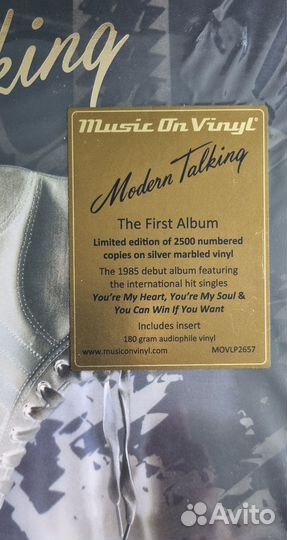 king
Music On Vinyl®
Modern Talking
The First Album
Limited edition of 2500 numbered
copies on silver marbled vinyl
The 1985 debut album featuring
the international hit singles
You're My Heart, You're My Soul &
You Can Win If You Want
Includes insert
180 gram audiophile vinyl
www.musiconvinyl.com MOVLP2657
Avito